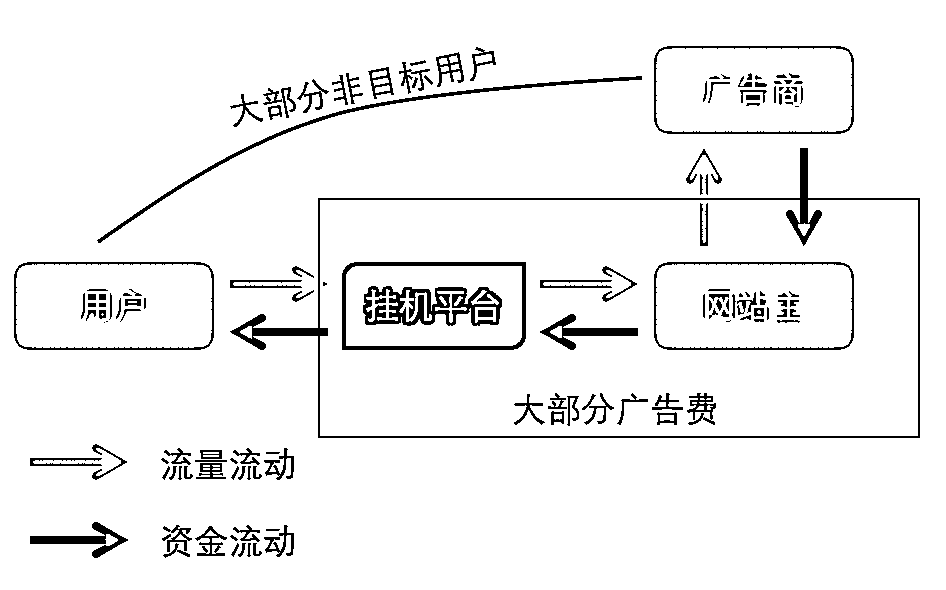 大部分非目标用户
广告商
用户
挂机平台
网站主
大部分广告费
流量流动
资金流动